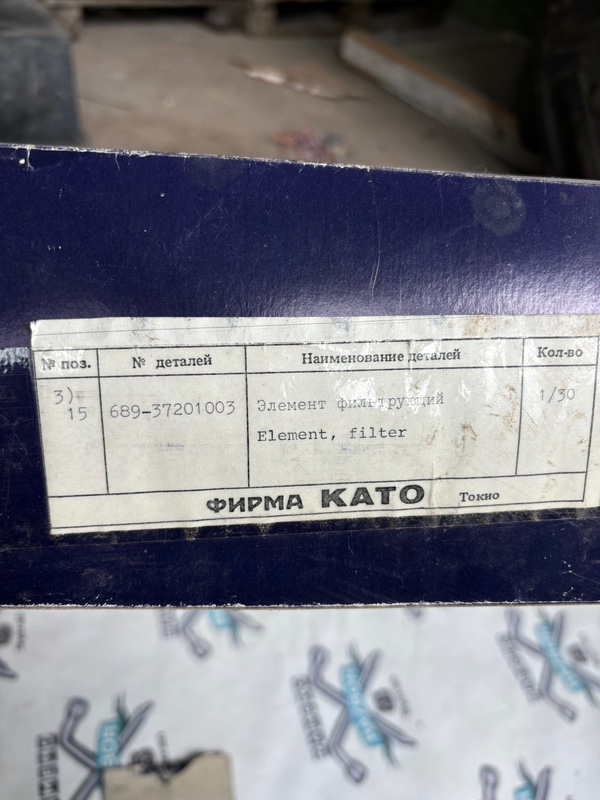 № поз. № деталей Наименование деталей Кол-во
3) 689-37201003 Элемент фильтрующий 1/30
15 Element, filter
ФИРМА КАТО Токио